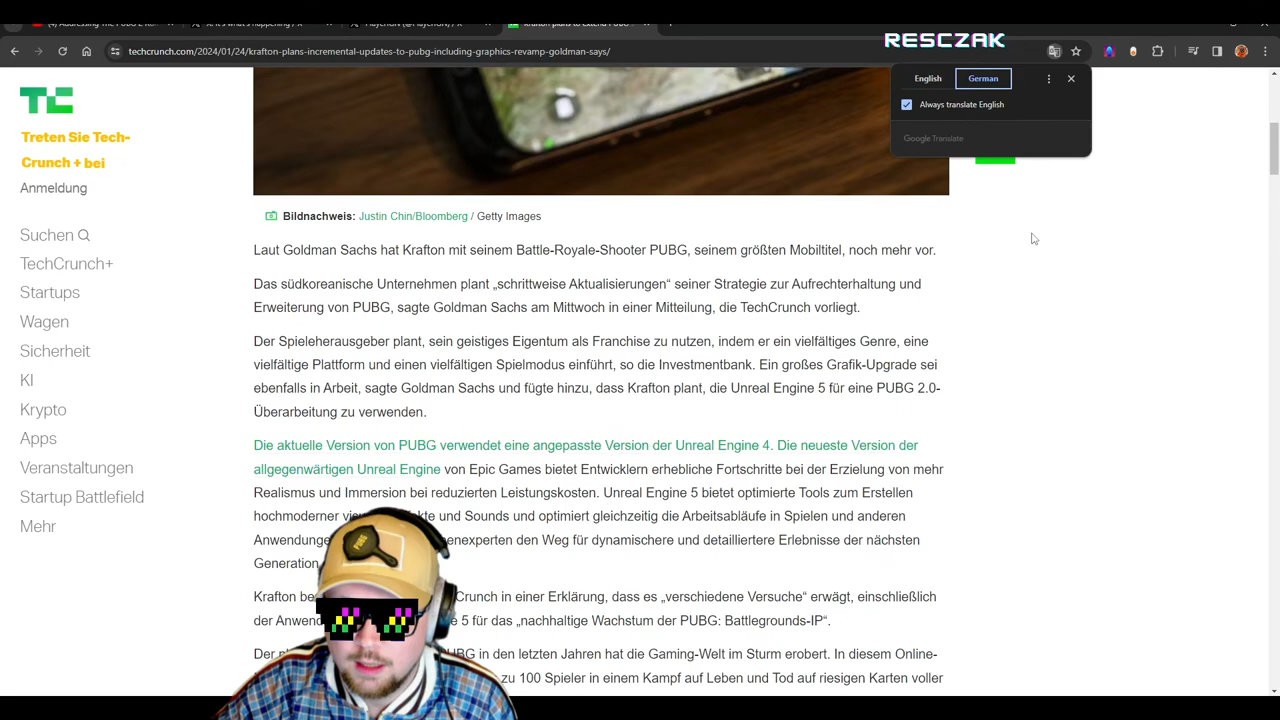 RESCZAK
techcrunch.com/2024/01/24/krafton-plans-incremental-updates-to-pubg-including-graphics-revamp-goldman-says/
English
German
Always translate English
Google Translate
TC
Treten Sie Tech-
Crunch + bei
Anmeldung
Suchen
TechCrunch+
Startups
Wagen
Sicherheit
KI
Krypto
Apps
Veranstaltungen
Startup Battlefield
Mehr
Bildnachweis: Justin Chin/Bloomberg / Getty Images
Laut Goldman Sachs hat Krafton mit seinem Battle-Royale-Shooter PUBG, seinem größten Mobiltitel, noch mehr vor.
Das südkoreanische Unternehmen plant „schrittweise Aktualisierungen“ seiner Strategie zur Aufrechterhaltung und
Erweiterung von PUBG, sagte Goldman Sachs am Mittwoch in einer Mitteilung, die TechCrunch vorliegt.
Der Spieleherausgeber plant, sein geistiges Eigentum als Franchise zu nutzen, indem er ein vielfältiges Genre, eine
vielfältige Plattform und einen vielfältigen Spielmodus einführt, so die Investmentbank. Ein großes Grafik-Upgrade sei
ebenfalls in Arbeit, sagte Goldman Sachs und fügte hinzu, dass Krafton plant, die Unreal Engine 5 für eine PUBG 2.0-
Überarbeitung zu verwenden.
Die aktuelle Version von PUBG verwendet eine angepasste Version der Unreal Engine 4. Die neueste Version der
allgegenwärtigen Unreal Engine von Epic Games bietet Entwicklern erhebliche Fortschritte bei der Erzielung von mehr
Realismus und Immersion bei reduzierten Leistungskosten. Unreal Engine 5 bietet optimierte Tools zum Erstellen
hochmoderner und Sounds und optimiert gleichzeitig die Arbeitsabläufe in Spielen und anderen
den Weg für dynamischere und detailliertere Erlebnisse der nächsten
Generation
Krafton in einer Erklärung, dass es „verschiedene Versuche“ erwägt, einschließlich
der 5 für das „nachhaltige Wachstum der PUBG: Battlegrounds-IP“.
Der in den letzten Jahren hat die Gaming-Welt im Sturm erobert. In diesem Online-
zu 100 Spieler in einem Kampf auf Leben und Tod auf riesigen Karten voller
PUBG